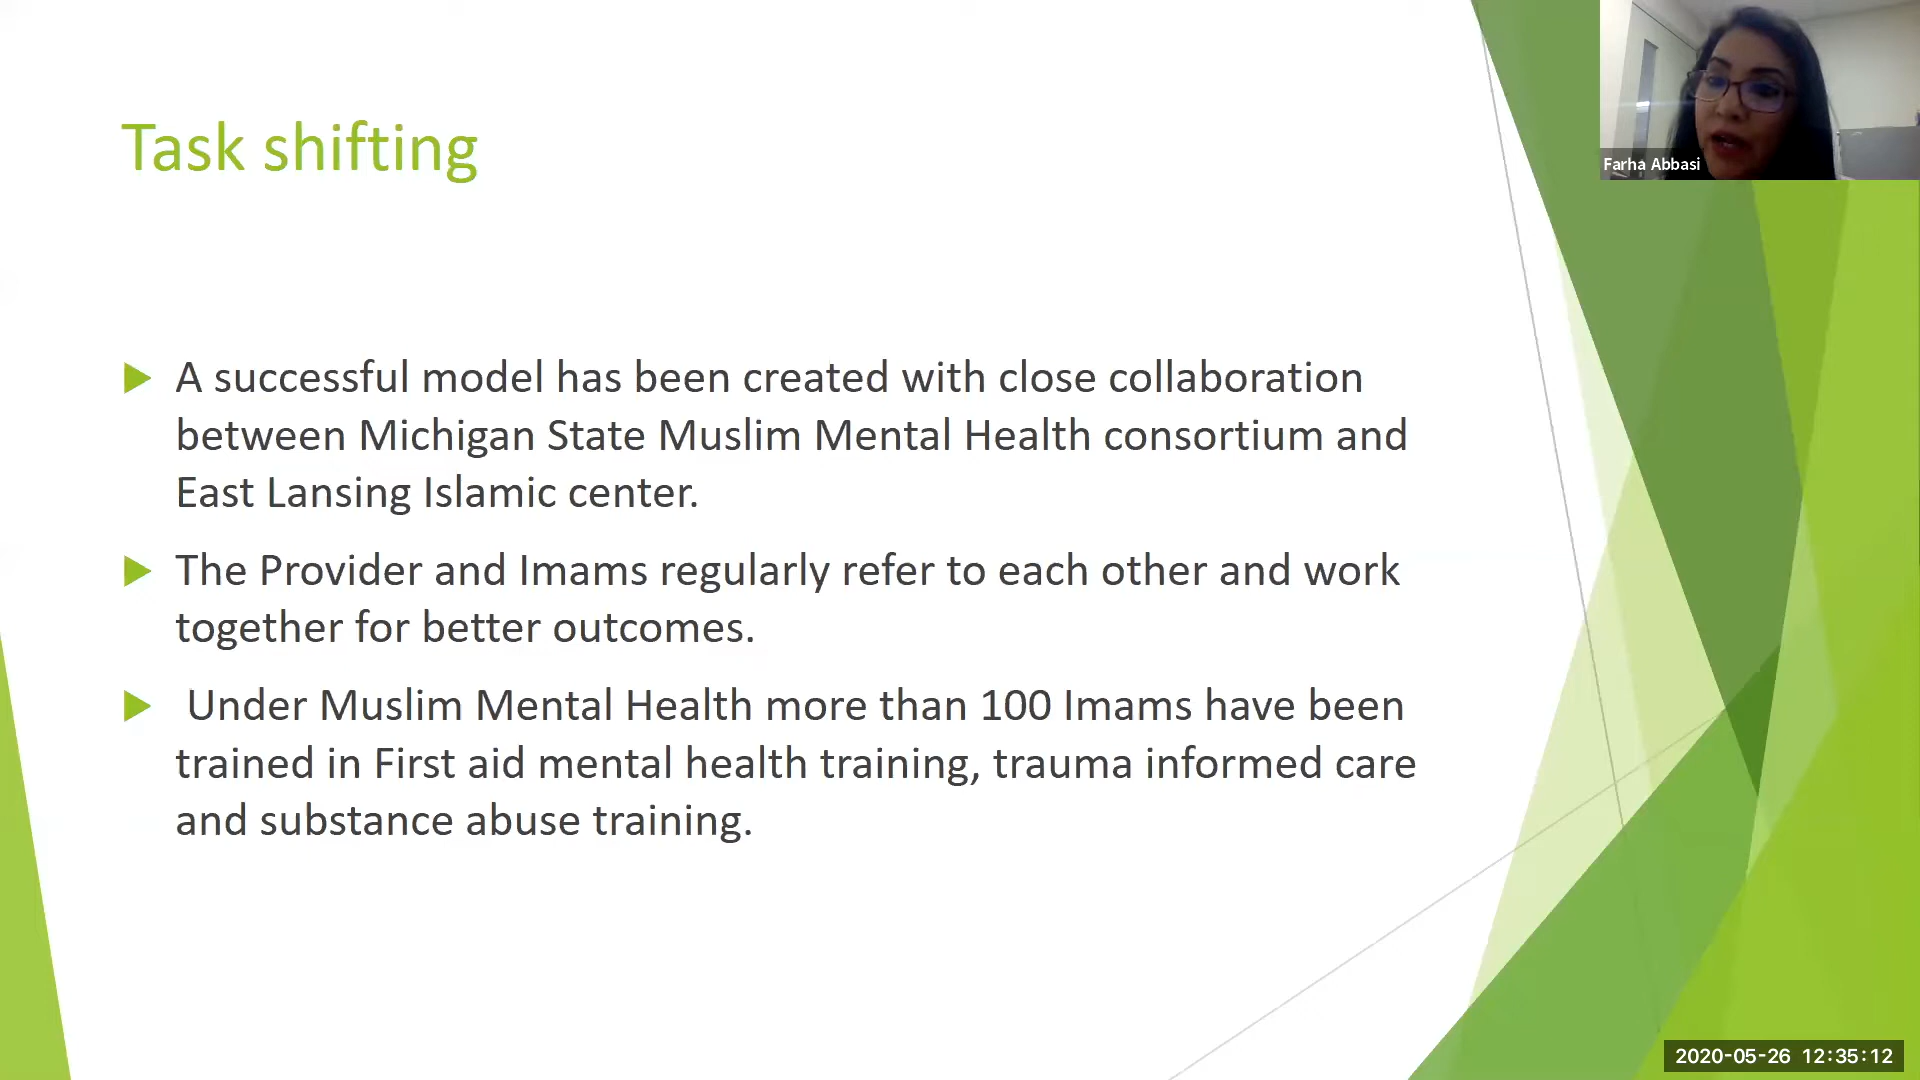 Task shifting
Farha Abbasi
A successful model has been created with close collaboration
between Michigan State Muslim Mental Health consortium and
East Lansing Islamic center.
The Provider and Imams regularly refer to each other and work
together for better outcomes.
Under Muslim Mental Health more than 100 Imams have been
trained in First aid mental health training, trauma informed care
and substance abuse training.
2020-05-26 12:35:12